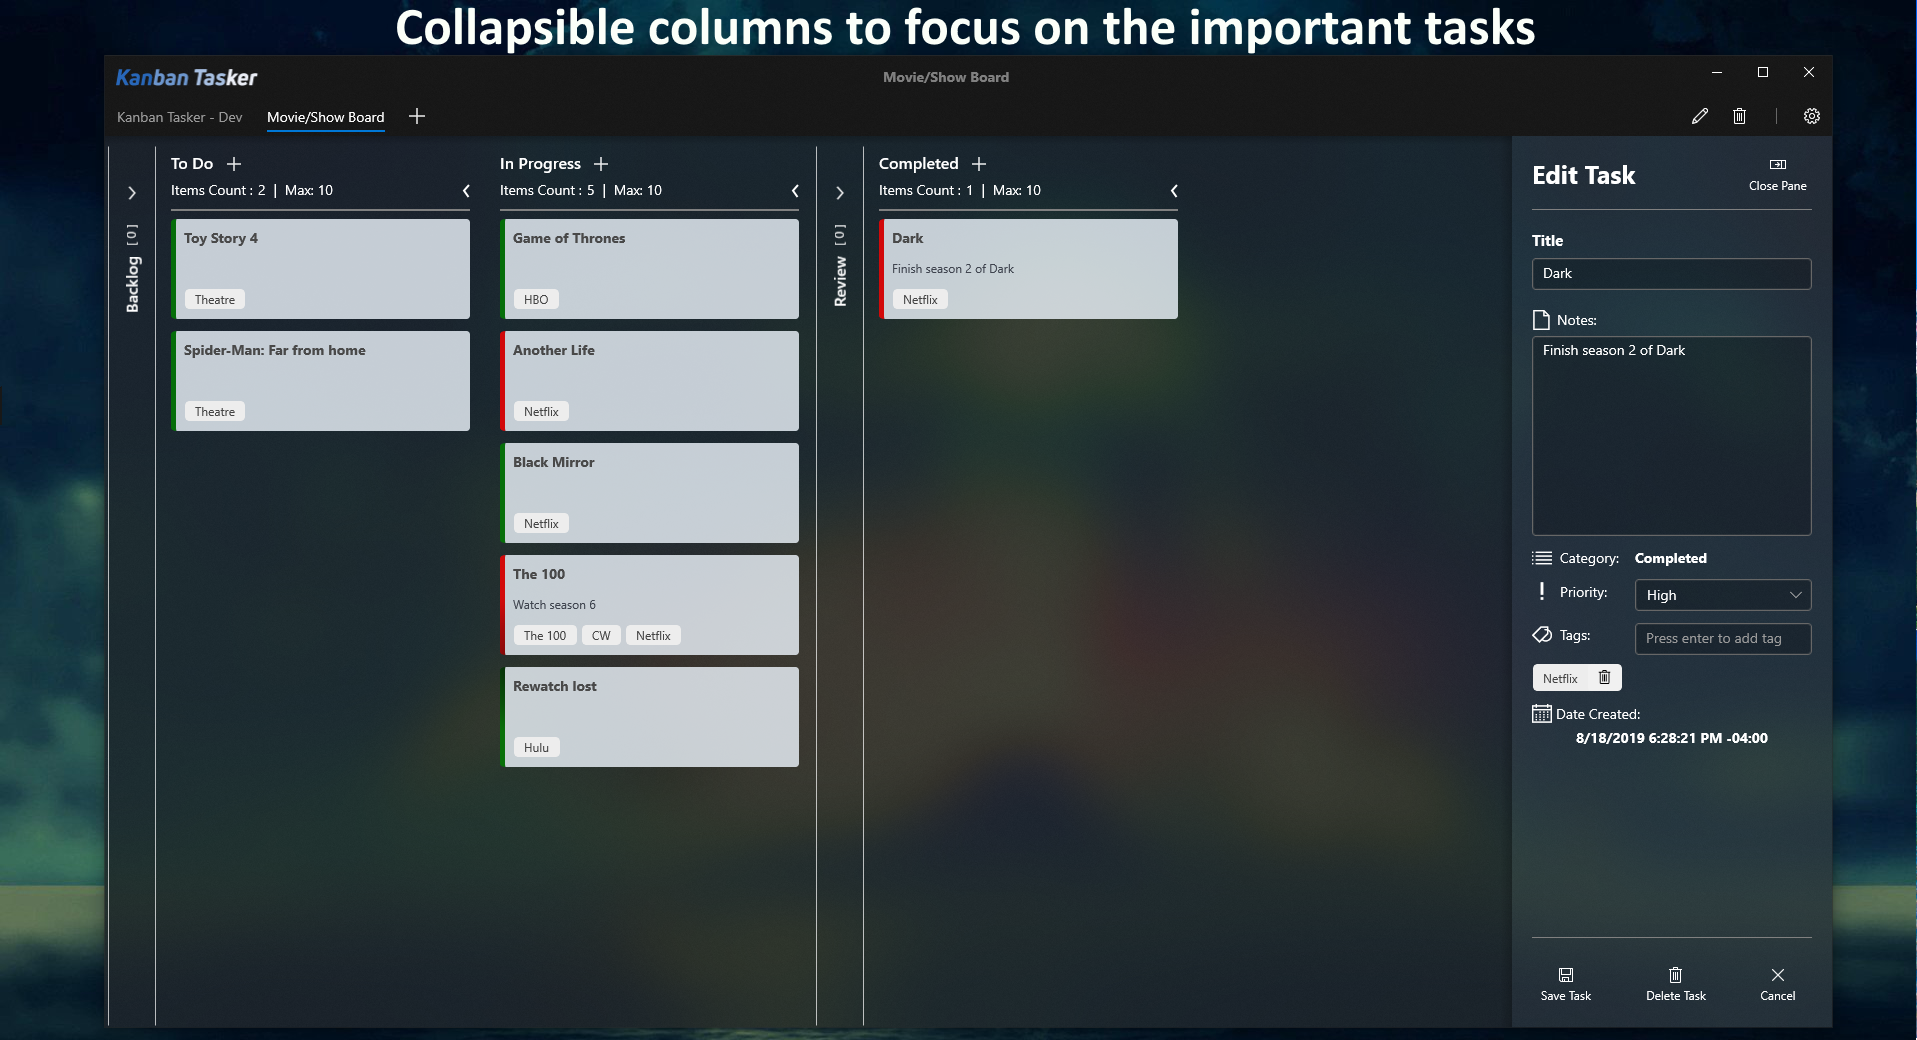 Collapsible columns to focus on the important tasks
Kanban Tasker
Movie/Show Board
Kanban Tasker - Dev
Movie/Show Board
Backlog [0]
To Do
Items Count : 2 | Max: 10
Toy Story 4
Theatre
Spider-Man: Far from home
Theatre
In Progress
Items Count : 5 | Max: 10
Game of Thrones
HBO
Another Life
Netflix
Black Mirror
Netflix
The 100
Watch season 6
The 100 CW Netflix
Rewatch lost
Hulu
Review [0]
Completed
Items Count : 1 | Max: 10
Dark
Finish season 2 of Dark
Netflix
Edit Task
Close Pane
Title
Dark
Notes:
Finish season 2 of Dark
Category: Completed
Priority: High
Tags: Press enter to add tag
Netflix
Date Created:
8/18/2019 6:28:21 PM -04:00
Save Task
Delete Task
Cancel